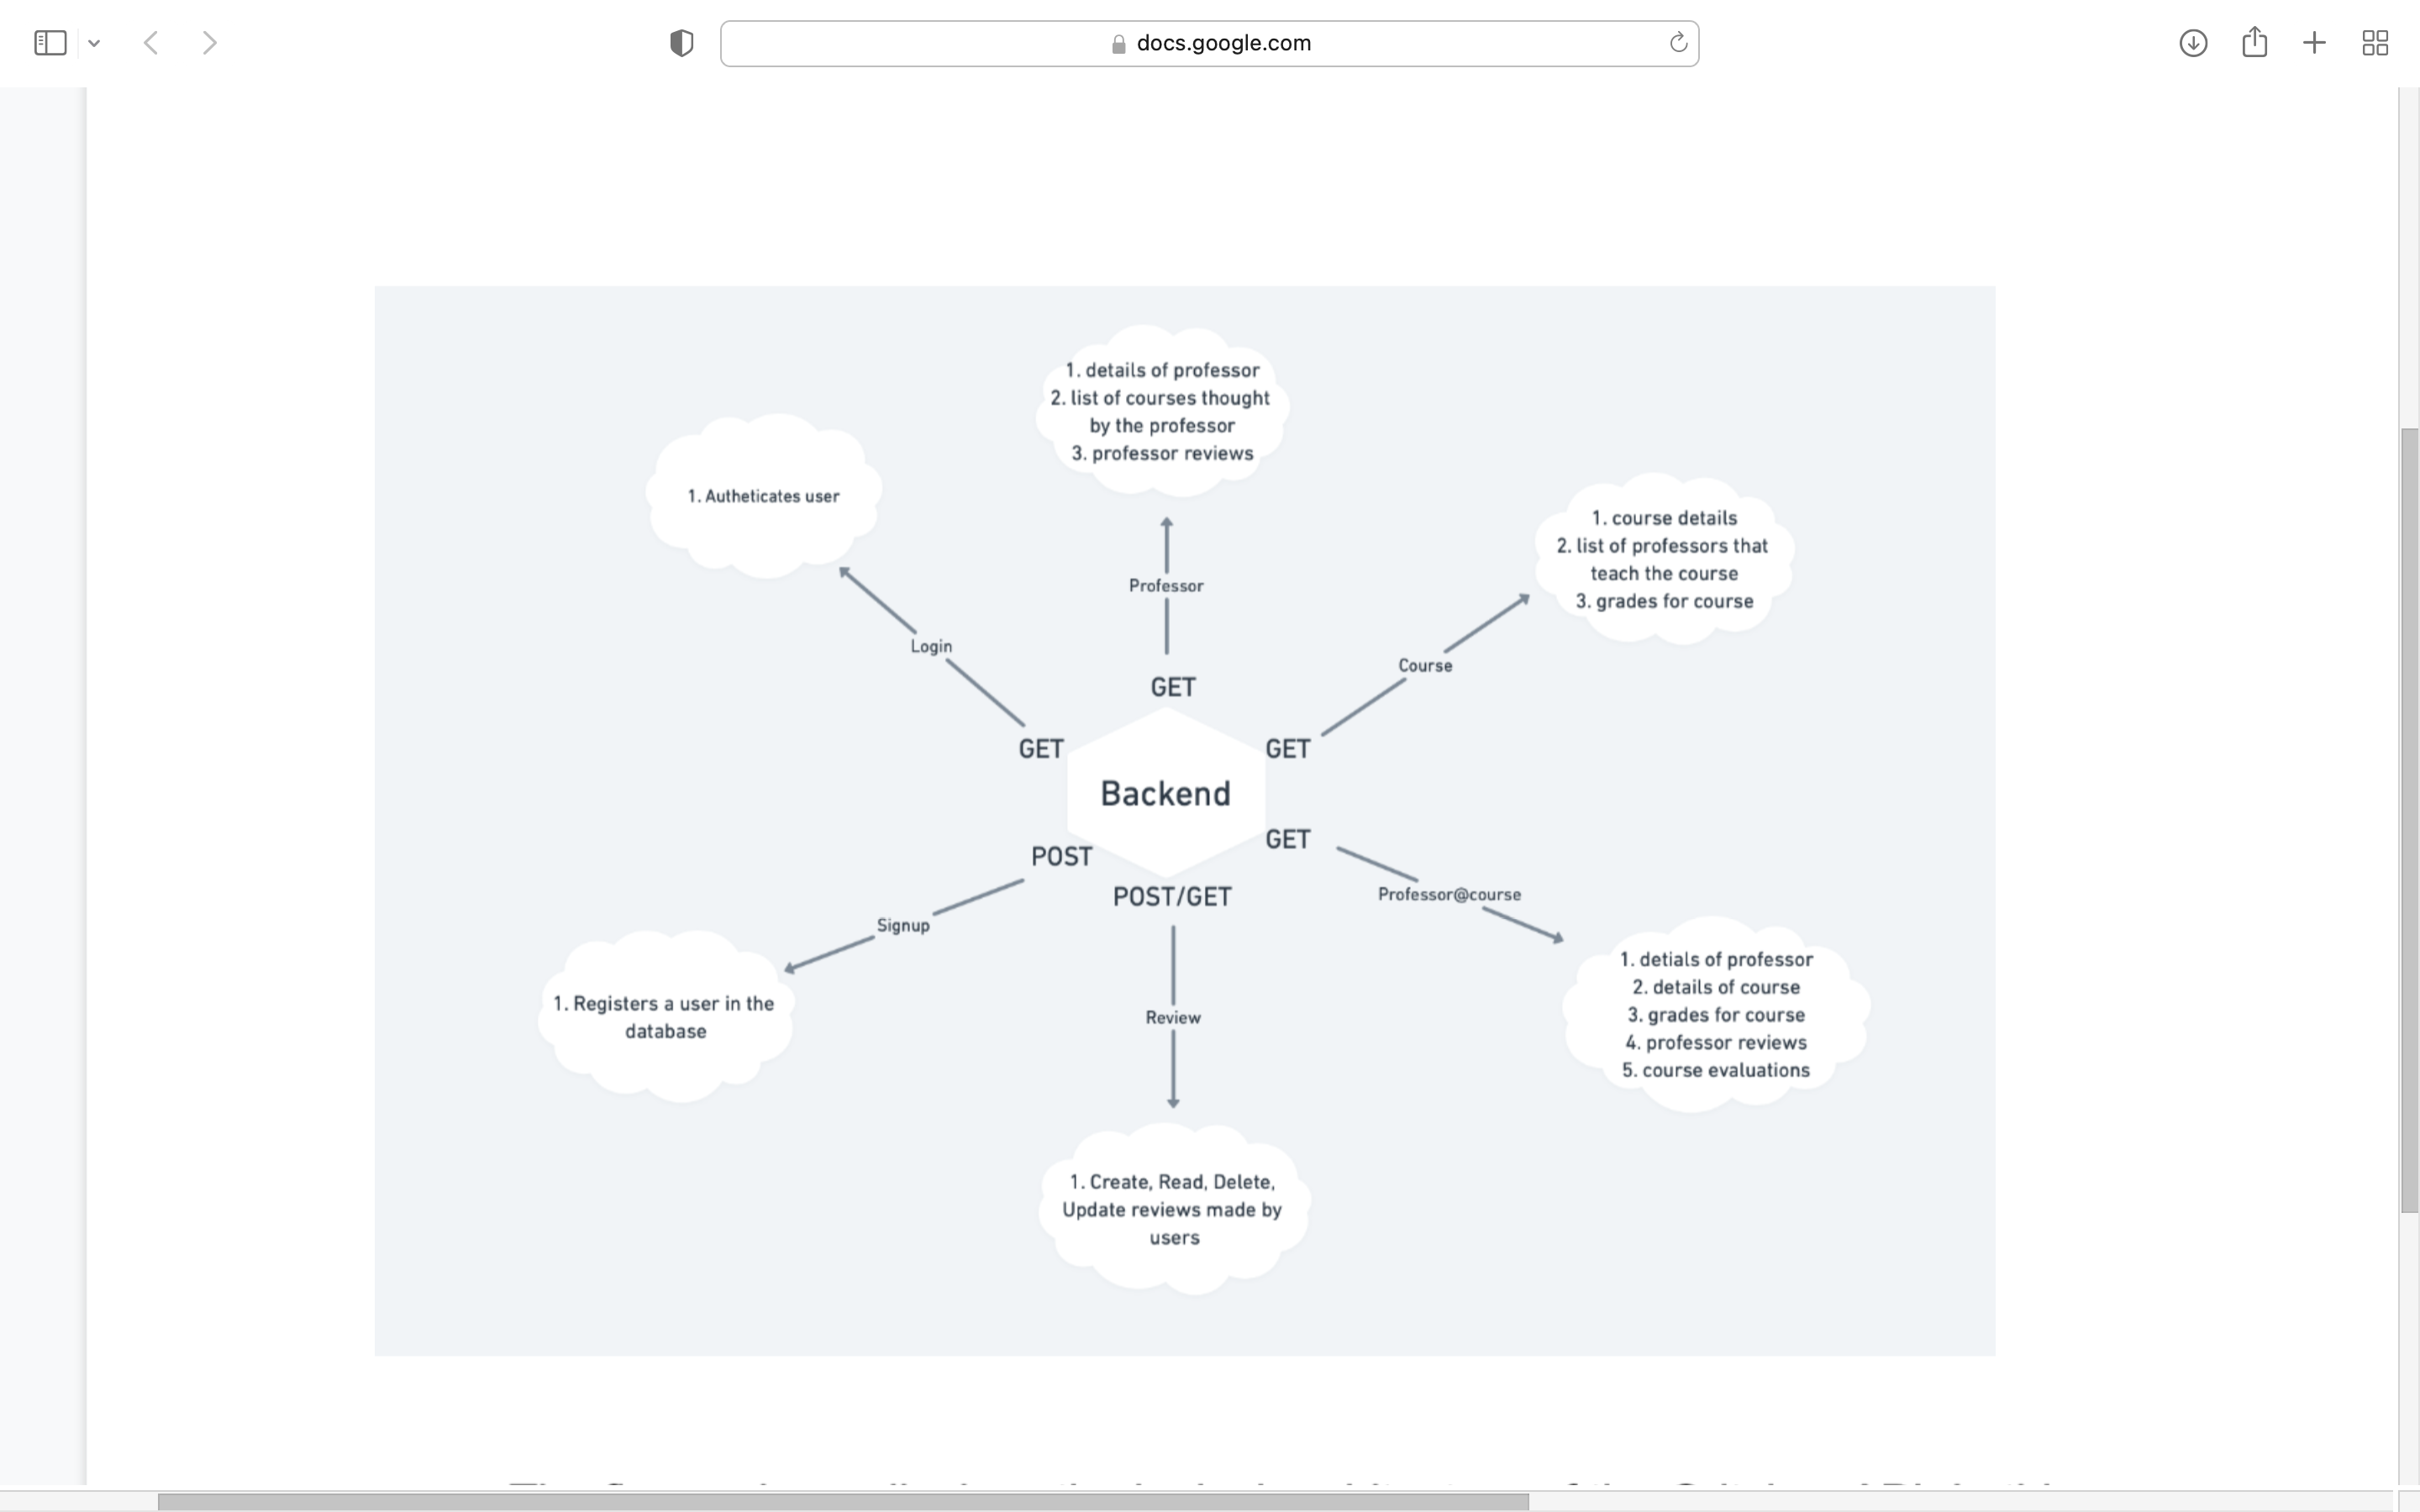 docs.google.com
1. details of professor
2. list of courses thought
by the professor
3. professor reviews
1. Autheticates user
1. course details
2. list of professors that
teach the course
3. grades for course
Professor
Login
Course
GET
GET
GET
Backend
GET
POST
POST/GET
Professor@course
Signup
1. detials of professor
2. details of course
3. grades for course
4. professor reviews
5. course evaluations
1. Registers a user in the
database
Review
1. Create, Read, Delete,
Update reviews made by
users